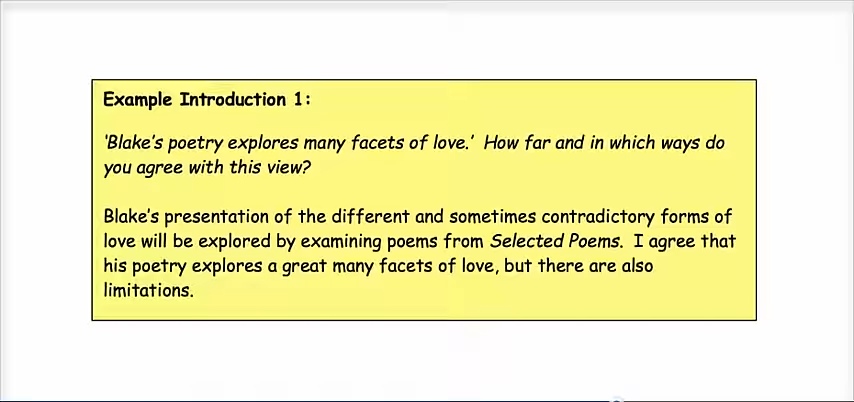 Example Introduction 1:
‘Blake’s poetry explores many facets of love.’ How far and in which ways do
you agree with this view?
Blake’s presentation of the different and sometimes contradictory forms of
love will be explored by examining poems from Selected Poems. I agree that
his poetry explores a great many facets of love, but there are also
limitations.